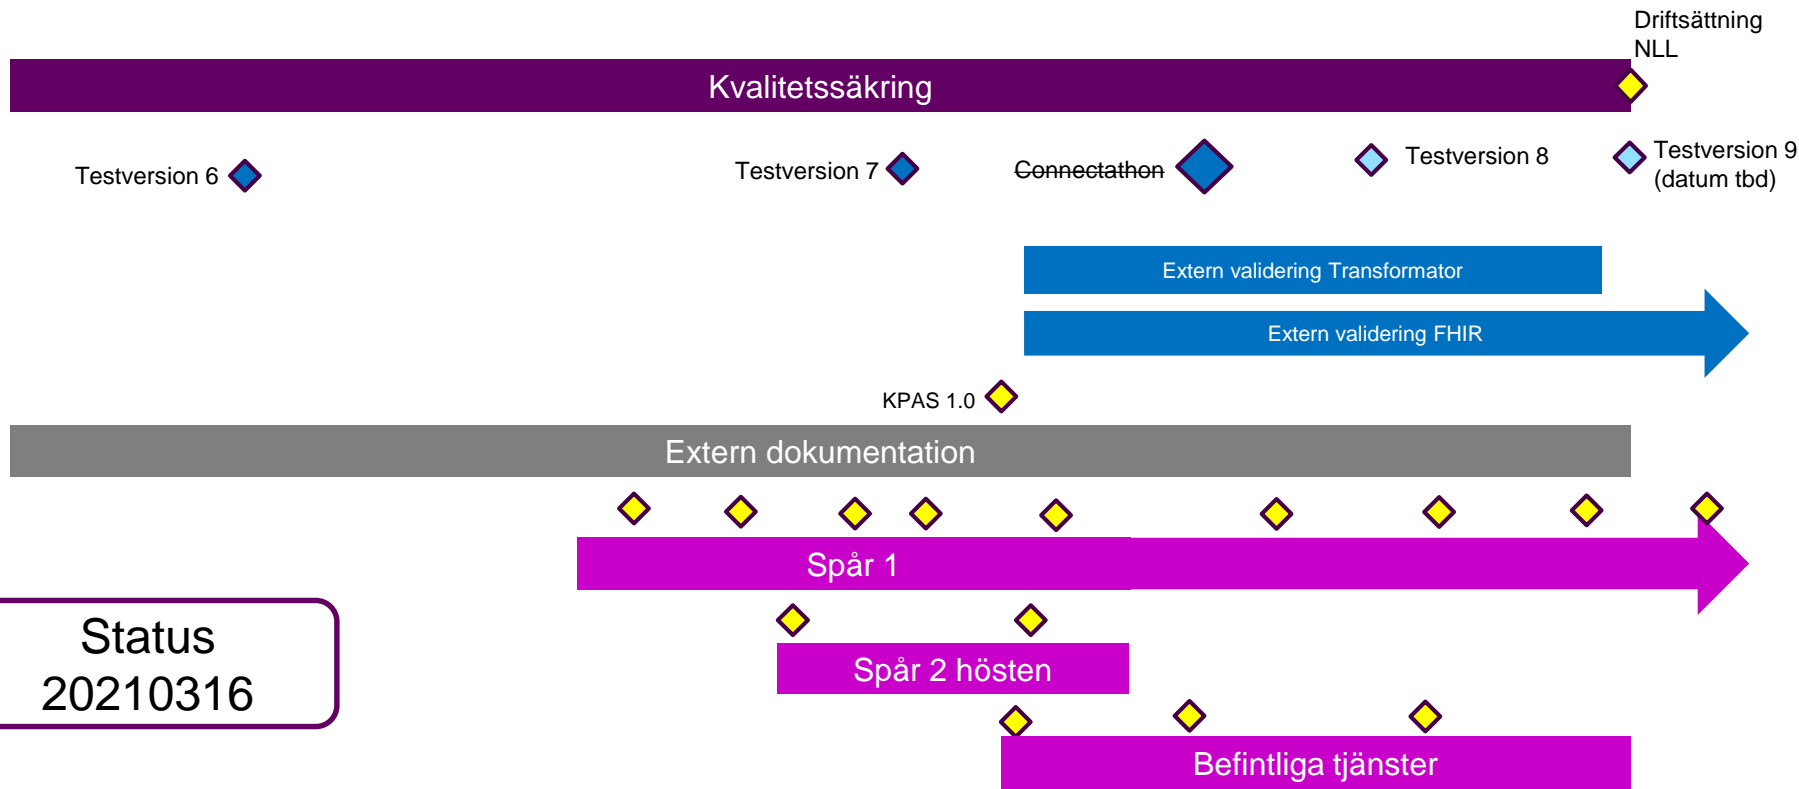 Driftsättning
NLL
Kvalitetssäkring
Testversion 6
Testversion 7
Connectathon
Testversion 8
Testversion 9
(datum tbd)
Extern validering Transformator
Extern validering FHIR
KPAS 1.0
Extern dokumentation
Spår 1
Status
20210316
Spår 2 hösten
Befintliga tjänster